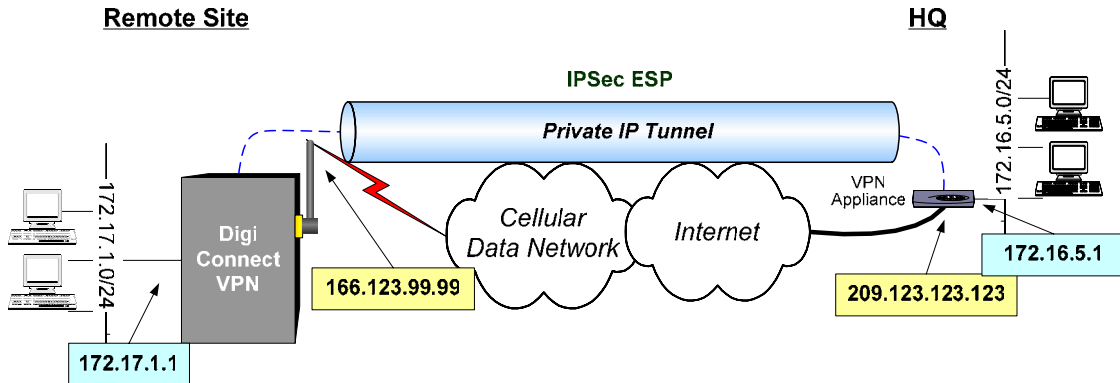 Remote Site
HQ
IPSec ESP
Private IP Tunnel
172.16.5.0/24
VPN
Appliance
172.17.1.0/24
Digi
Connect
VPN
Cellular
Data Network
Internet
172.16.5.1
166.123.99.99
209.123.123.123
172.17.1.1